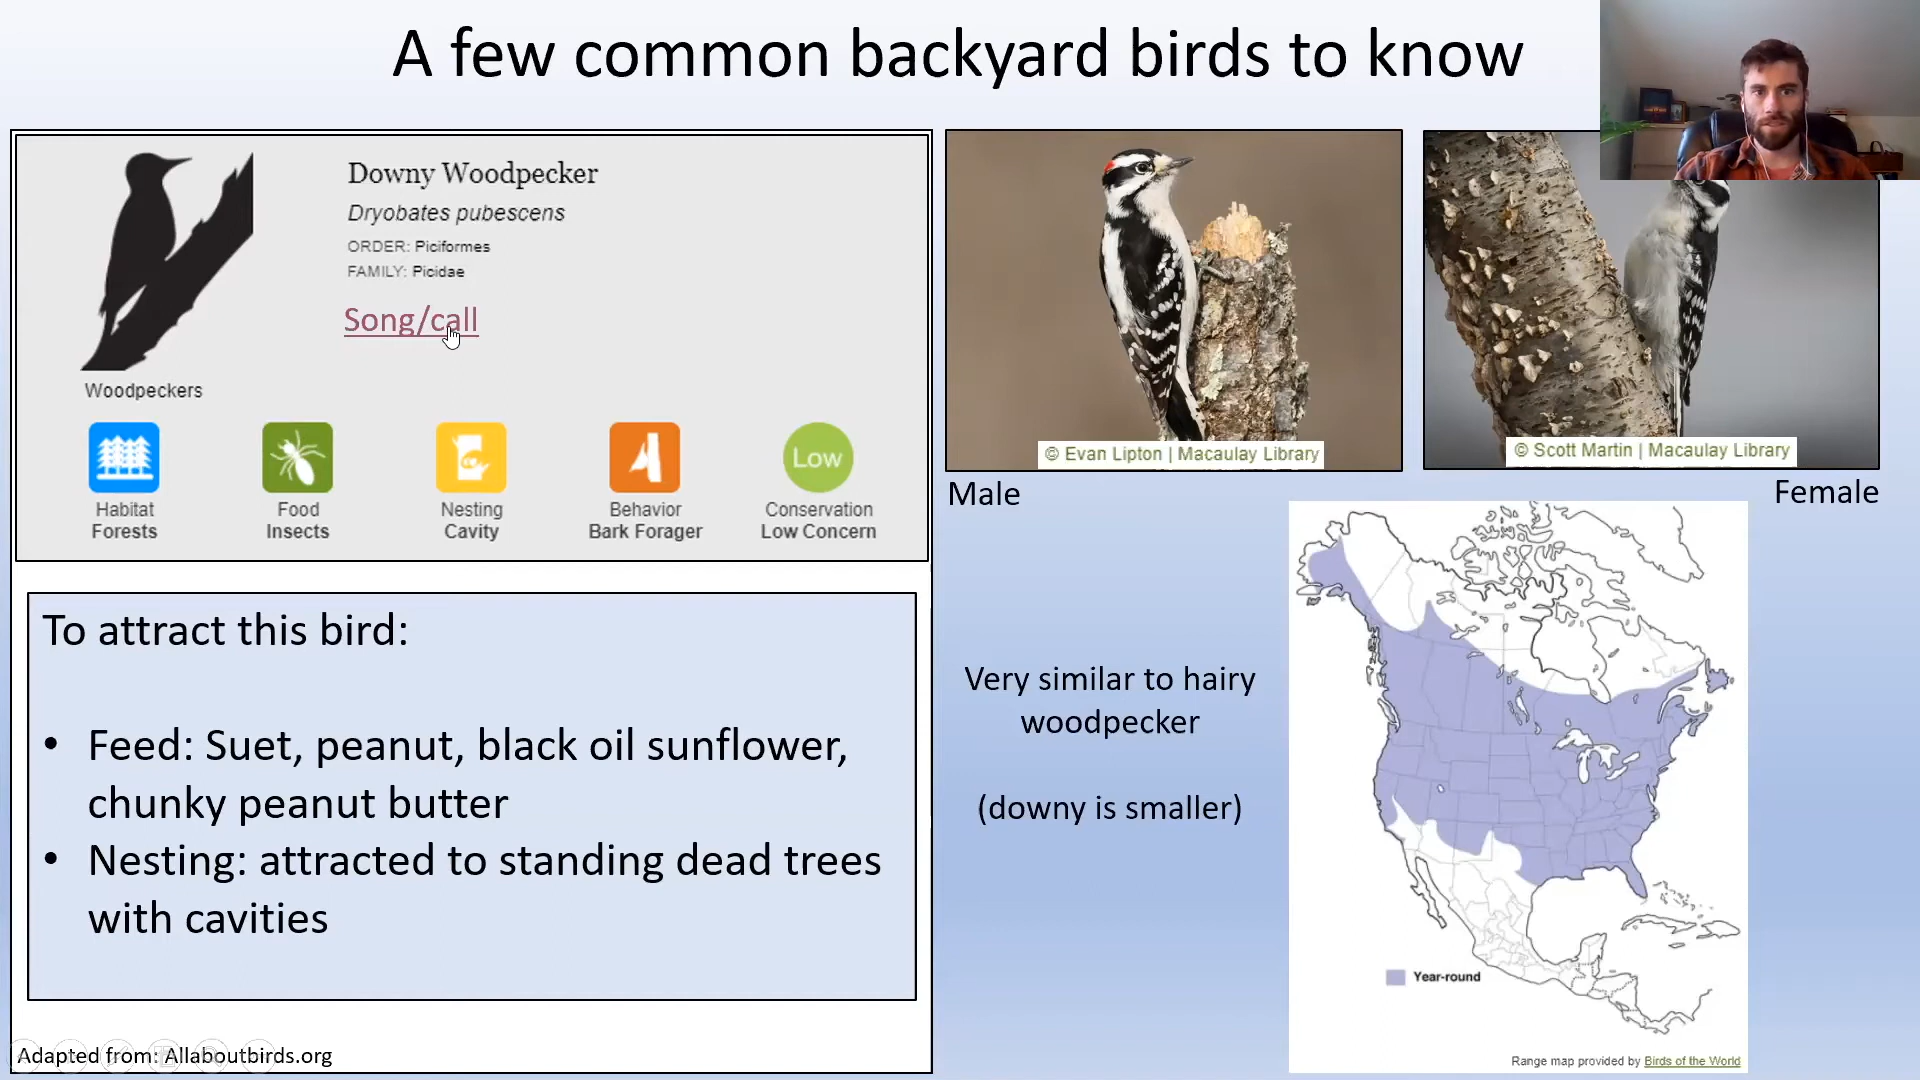 A few common backyard birds to know
Downy Woodpecker
Dryobates pubescens
ORDER: Piciformes
FAMILY: Picidae
Song/call
Woodpeckers
Habitat
Forests
Food
Insects
Nesting
Cavity
Behavior
Bark Forager
Low
Conservation
Low Concern
To attract this bird:
• Feed: Suet, peanut, black oil sunflower,
chunky peanut butter
• Nesting: attracted to standing dead trees
with cavities
Adapted from: Allaboutbirds.org
© Evan Lipton | Macaulay Library
Male
© Scott Martin | Macaulay Library
Female
Very similar to hairy
woodpecker
(downy is smaller)
Year-round
Range map provided by Birds of the World